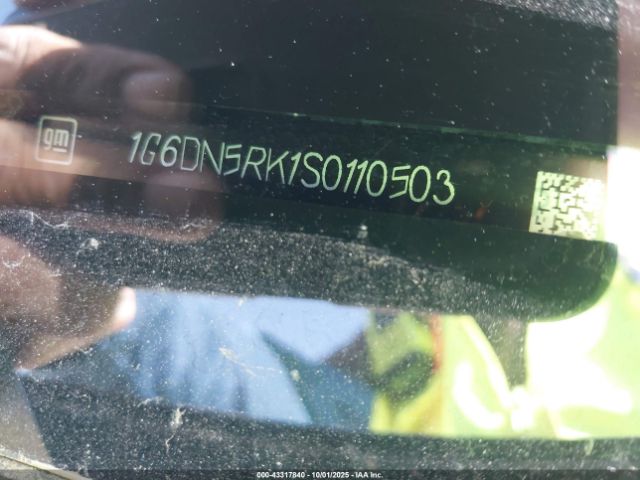 gm
1G6DN5RK1S0110503
000-43317840 - 10/01/2025 - IAA Inc.